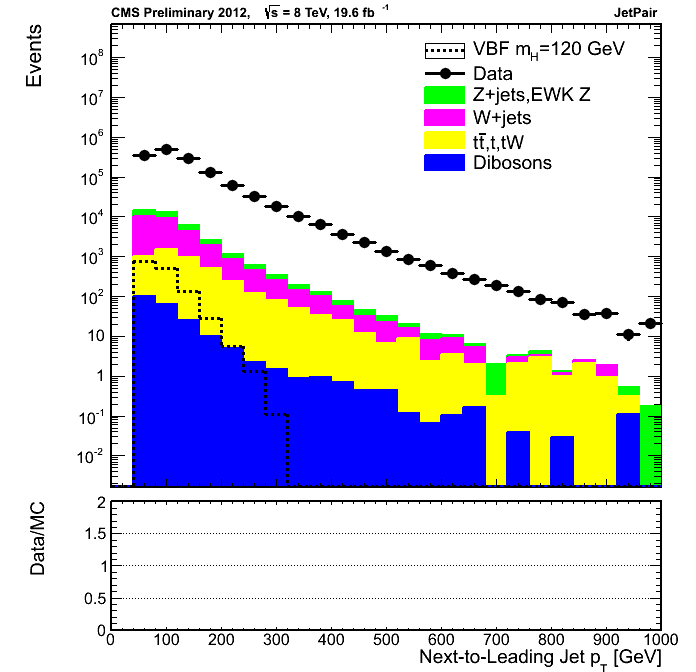 CMS Preliminary 2012, √s = 8 TeV, 19.6 fb⁻¹ JetPair
Events
10⁸
10⁷
10⁶
10⁵
10⁴
10³
10²
10
1
10⁻¹
10⁻²
VBF m_H=120 GeV
Data
Z+jets,EWK Z
W+jets
tt̄,t,tW
Dibosons
Data/MC
2
1.5
1
0.5
0
0 100 200 300 400 500 600 700 800 900 1000
Next-to-Leading Jet p_T [GeV]